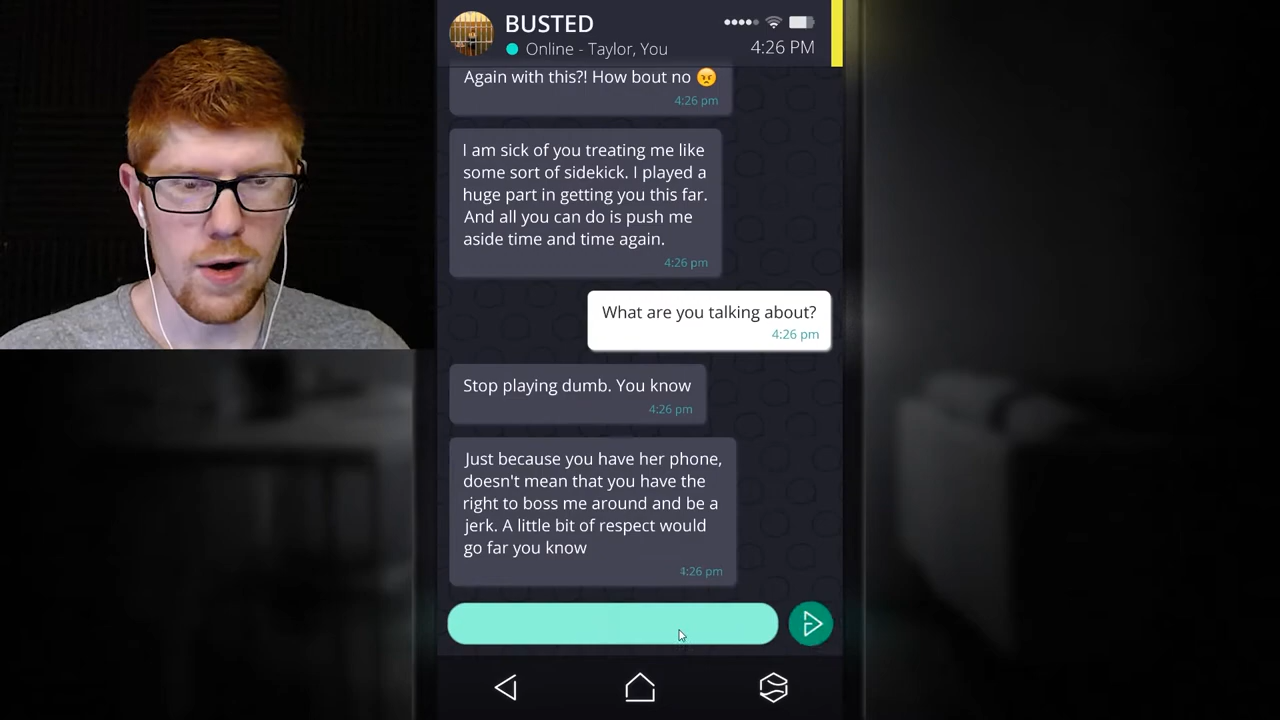 BUSTED
Online - Taylor, You
4:26 PM
Again with this?! How bout no 😠
4:26 pm
I am sick of you treating me like
some sort of sidekick. I played a
huge part in getting you this far.
And all you can do is push me
aside time and time again.
4:26 pm
What are you talking about?
4:26 pm
Stop playing dumb. You know
4:26 pm
Just because you have her phone,
doesn't mean that you have the
right to boss me around and be a
jerk. A little bit of respect would
go far you know
4:26 pm